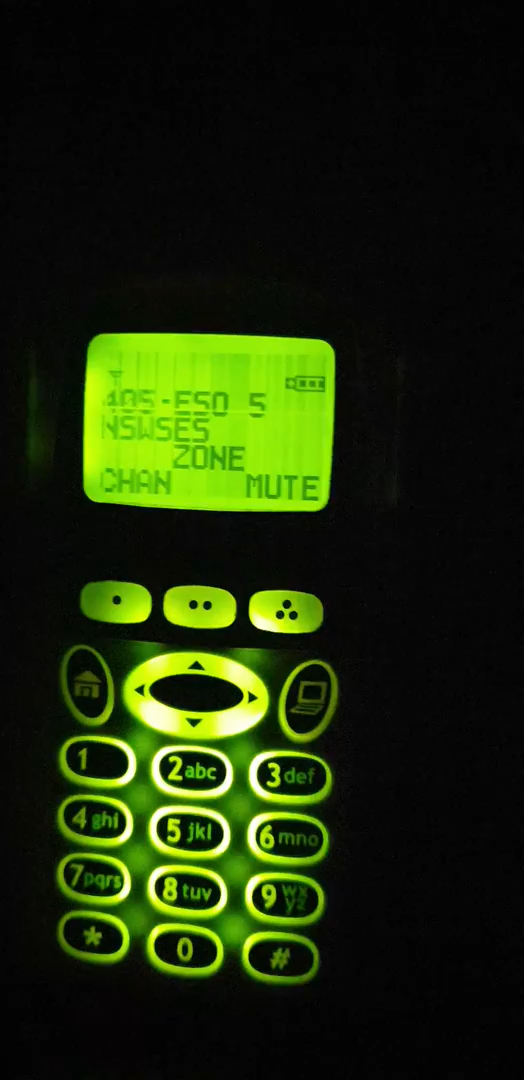 405-ESO 5
NSWSES
ZONE
CHAN MUTE
1 2abc 3def
4ghi 5jkl 6mno
7pqrs 8tuv 9wxyz
* 0 #